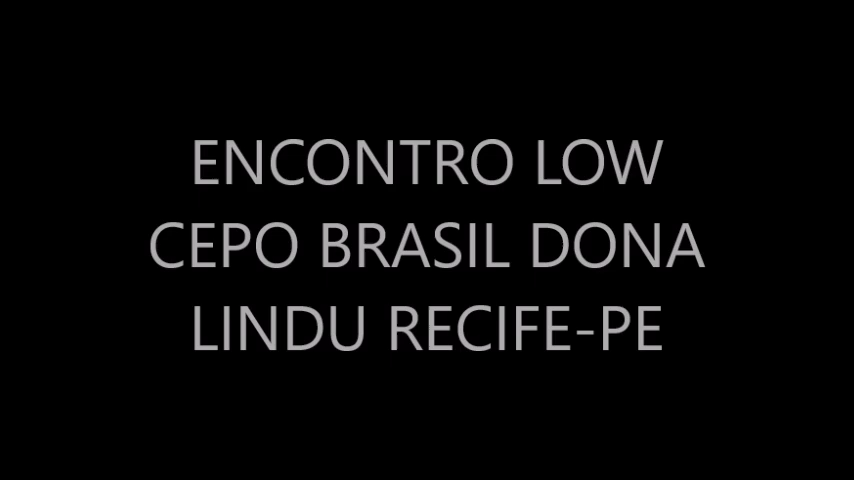 ENCONTRO LOW
CEPO BRASIL DONA
LINDU RECIFE-PE